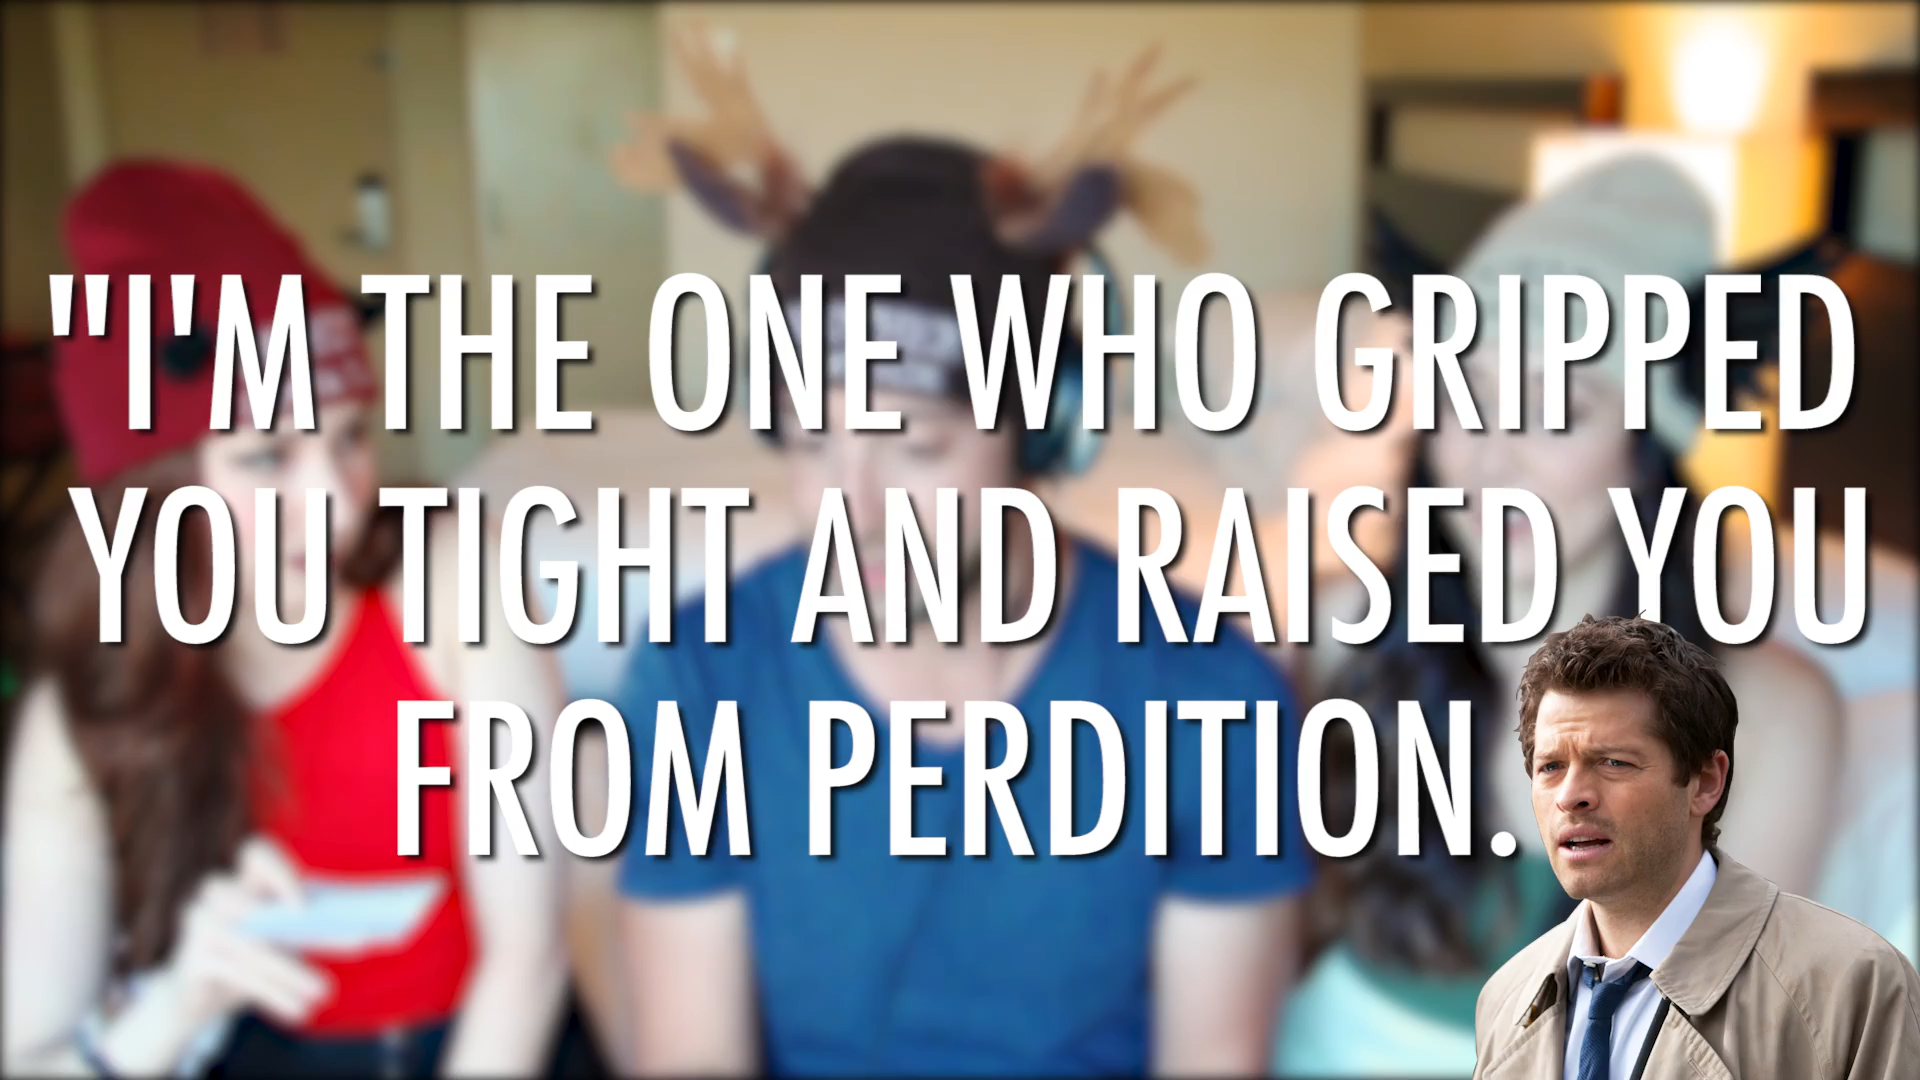 "I'M THE ONE WHO GRIPPED
YOU TIGHT AND RAISED YOU
FROM PERDITION.